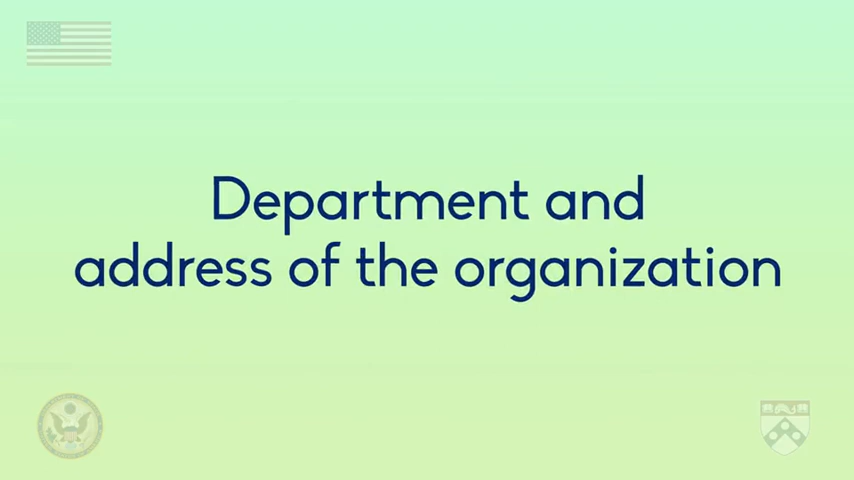 Department and
address of the organization